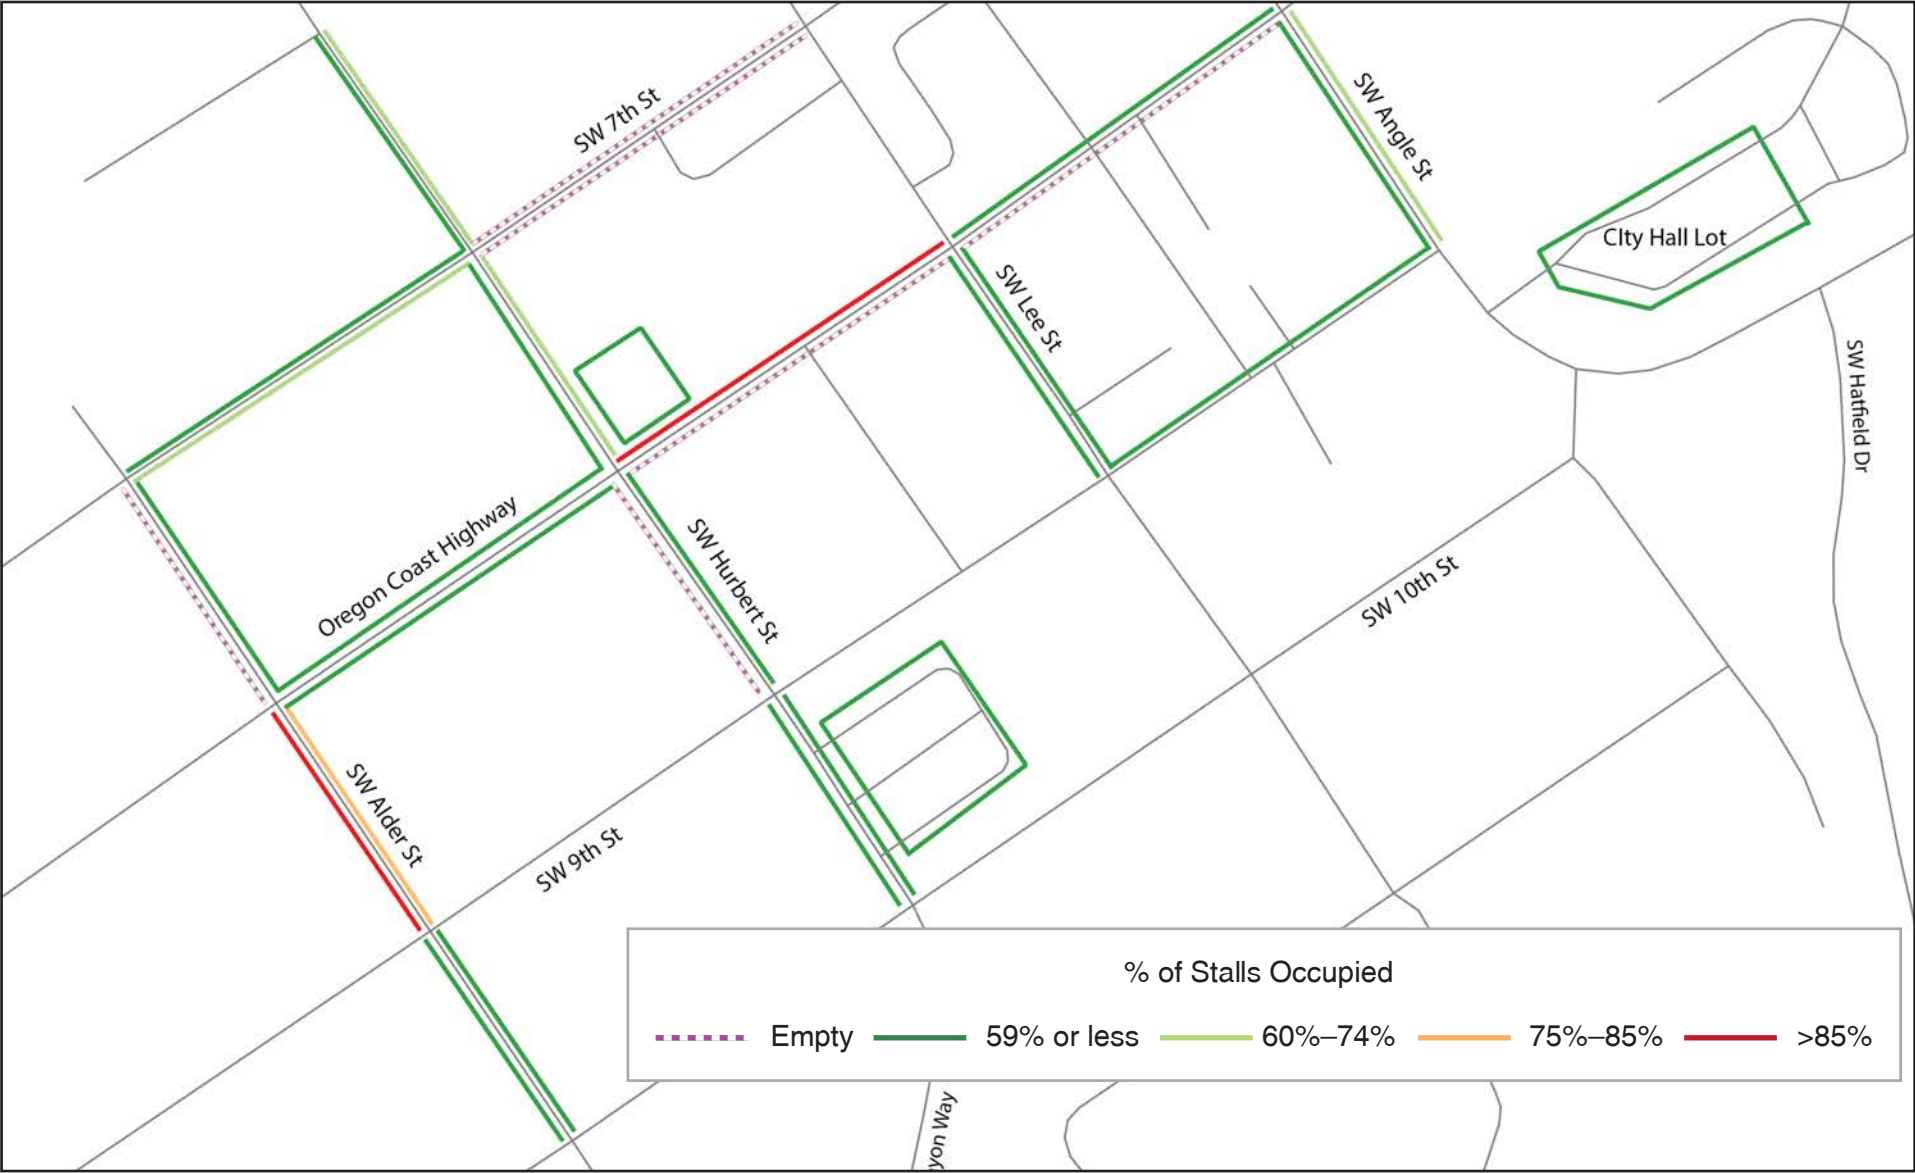 SW 7th St
SW Angle St
CIty Hall Lot
SW Lee St
SW Hatfield Dr
Oregon Coast Highway
SW Hurbert St
SW 10th St
SW Alder St
SW 9th St
% of Stalls Occupied
Empty 59% or less 60%–74% 75%–85% >85%
yon Way